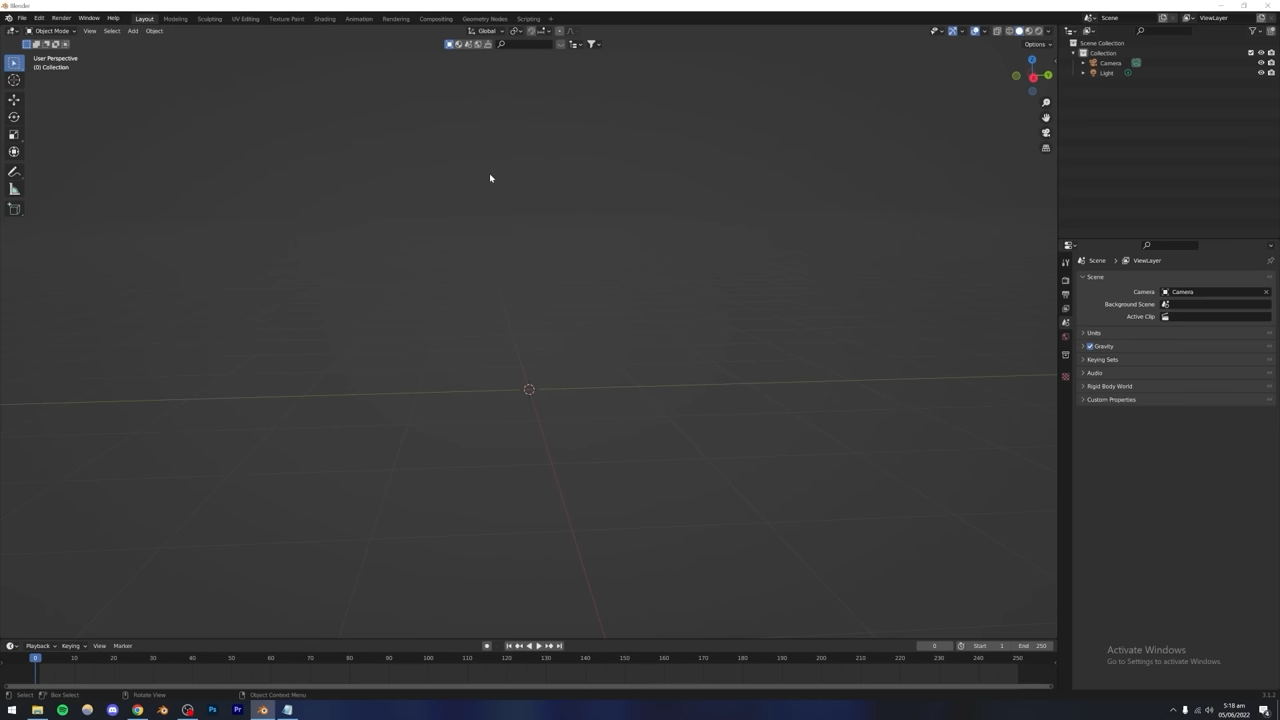 Blender
File Edit Render Window Help Layout Modeling Sculpting UV Editing Texture Paint Shading Animation Rendering Compositing Geometry Nodes Scripting Scene ViewLayer
Object Mode View Select Add Object Global
Options
User Perspective
(0) Collection
Z
Y
X
Scene Collection
Collection
Camera
Light
Scene > ViewLayer
Scene
Camera Camera
Background Scene
Active Clip
Units
Gravity
Keying Sets
Audio
Rigid Body World
Custom Properties
Playback Keying View Marker 0 Start 1 End 250
0 10 20 30 40 50 60 70 80 90 100 110 120 130 140 150 160 170 180 190 200 210 220 230 240 250
Activate Windows
Go to Settings to activate Windows.
Select Box Select Rotate View Object Context Menu 3.1.2
Ps Pr 5:18 am
05/06/2022